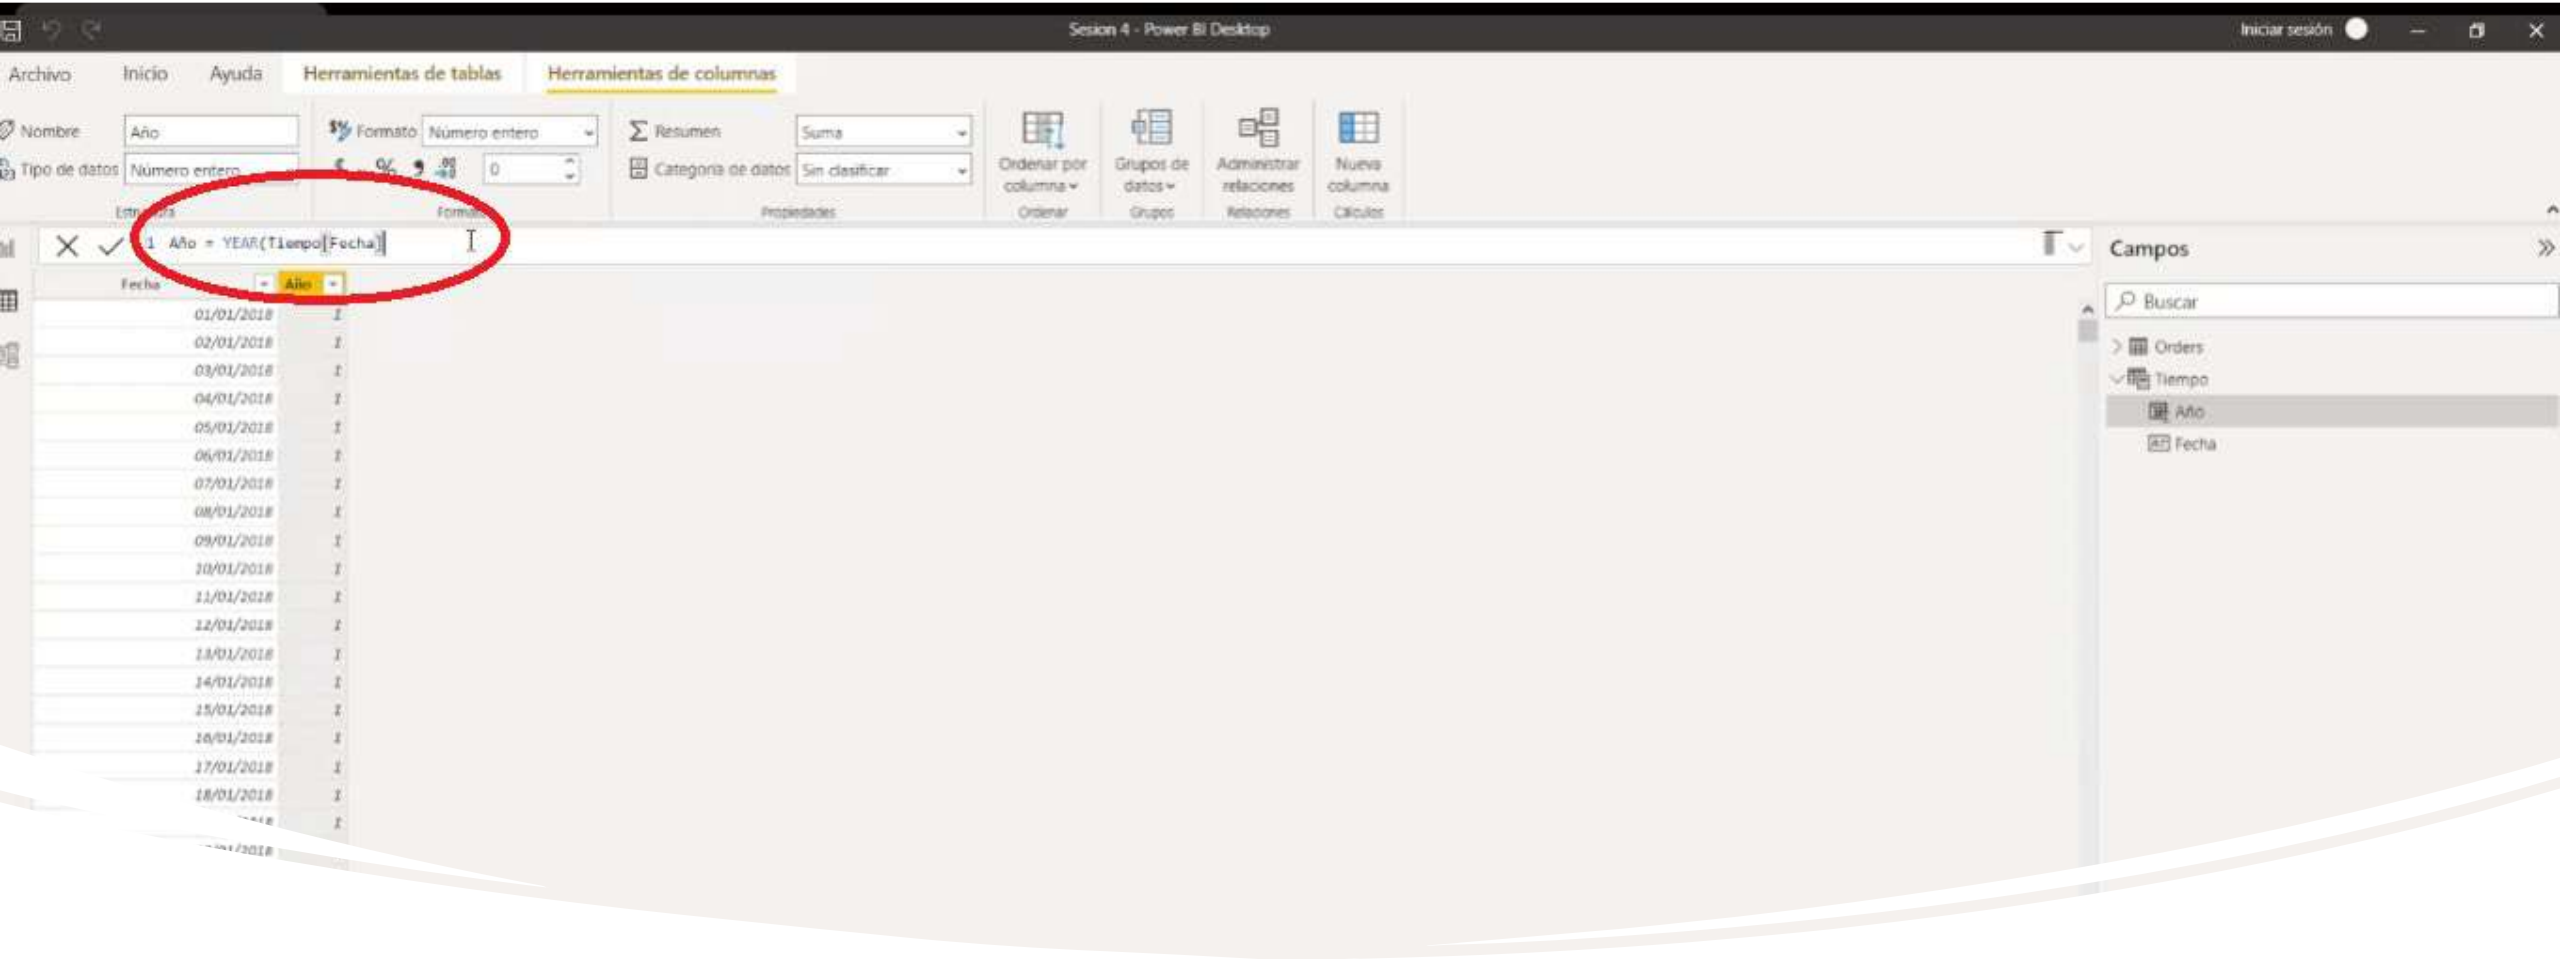 Sesion 4 - Power BI Desktop
Iniciar sesión
Archivo Inicio Ayuda Herramientas de tablas Herramientas de columnas
Nombre Año
Formato Número entero
Resumen Suma
Tipo de datos Número entero
$ % 0
Categoría de datos Sin clasificar
Ordenar por columna
Grupos de datos
Administrar relaciones
Nueva columna
Propiedades
Ordenar
Grupos
Relaciones
Cálculos
1 Año = YEAR(Tiempo[Fecha]
Campos
Fecha Año
Buscar
01/01/2018 1
02/01/2018 1
03/01/2018 1
04/01/2018 1
05/01/2018 1
06/01/2018 1
07/01/2018 1
08/01/2018 1
09/01/2018 1
10/01/2018 1
11/01/2018 1
12/01/2018 1
13/01/2018 1
14/01/2018 1
15/01/2018 1
16/01/2018 1
17/01/2018 1
18/01/2018 1
1
Orders
Tiempo
Año
Fecha